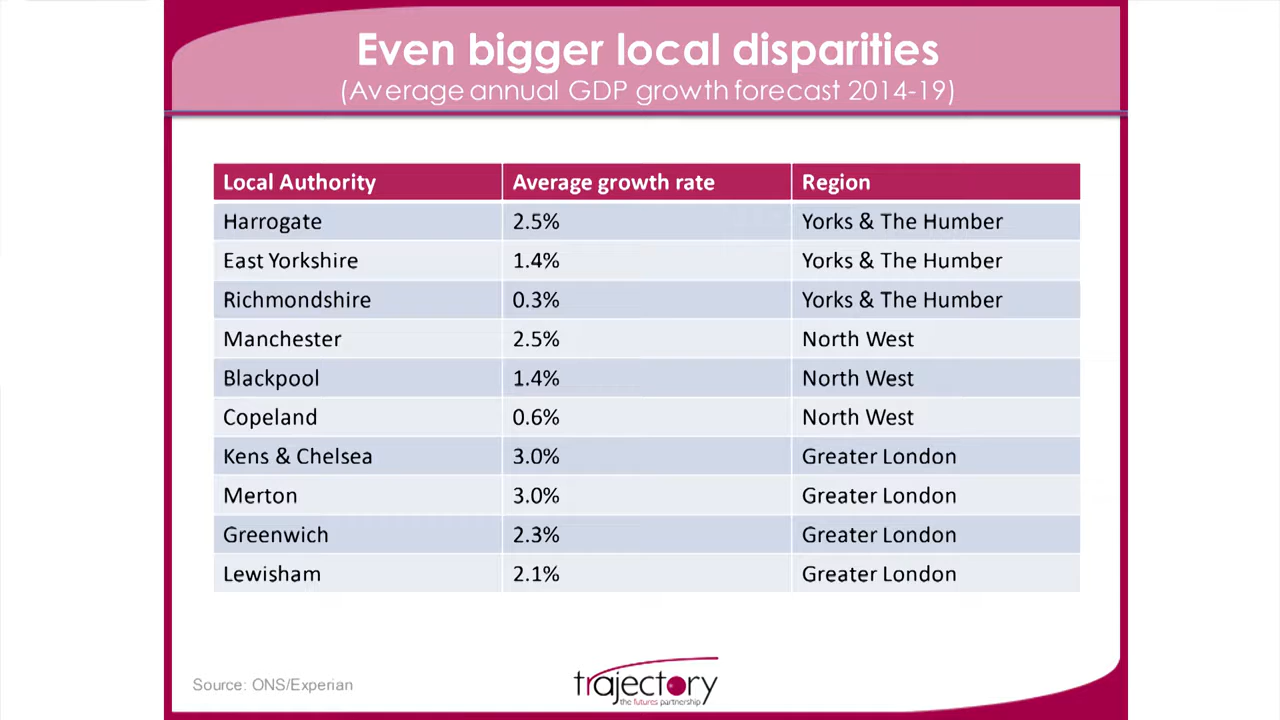 Even bigger local disparities
(Average annual GDP growth forecast 2014-19)
Local Authority Average growth rate Region
Harrogate 2.5% Yorks & The Humber
East Yorkshire 1.4% Yorks & The Humber
Richmondshire 0.3% Yorks & The Humber
Manchester 2.5% North West
Blackpool 1.4% North West
Copeland 0.6% North West
Kens & Chelsea 3.0% Greater London
Merton 3.0% Greater London
Greenwich 2.3% Greater London
Lewisham 2.1% Greater London
Source: ONS/Experian
trajectory
the futures partnership